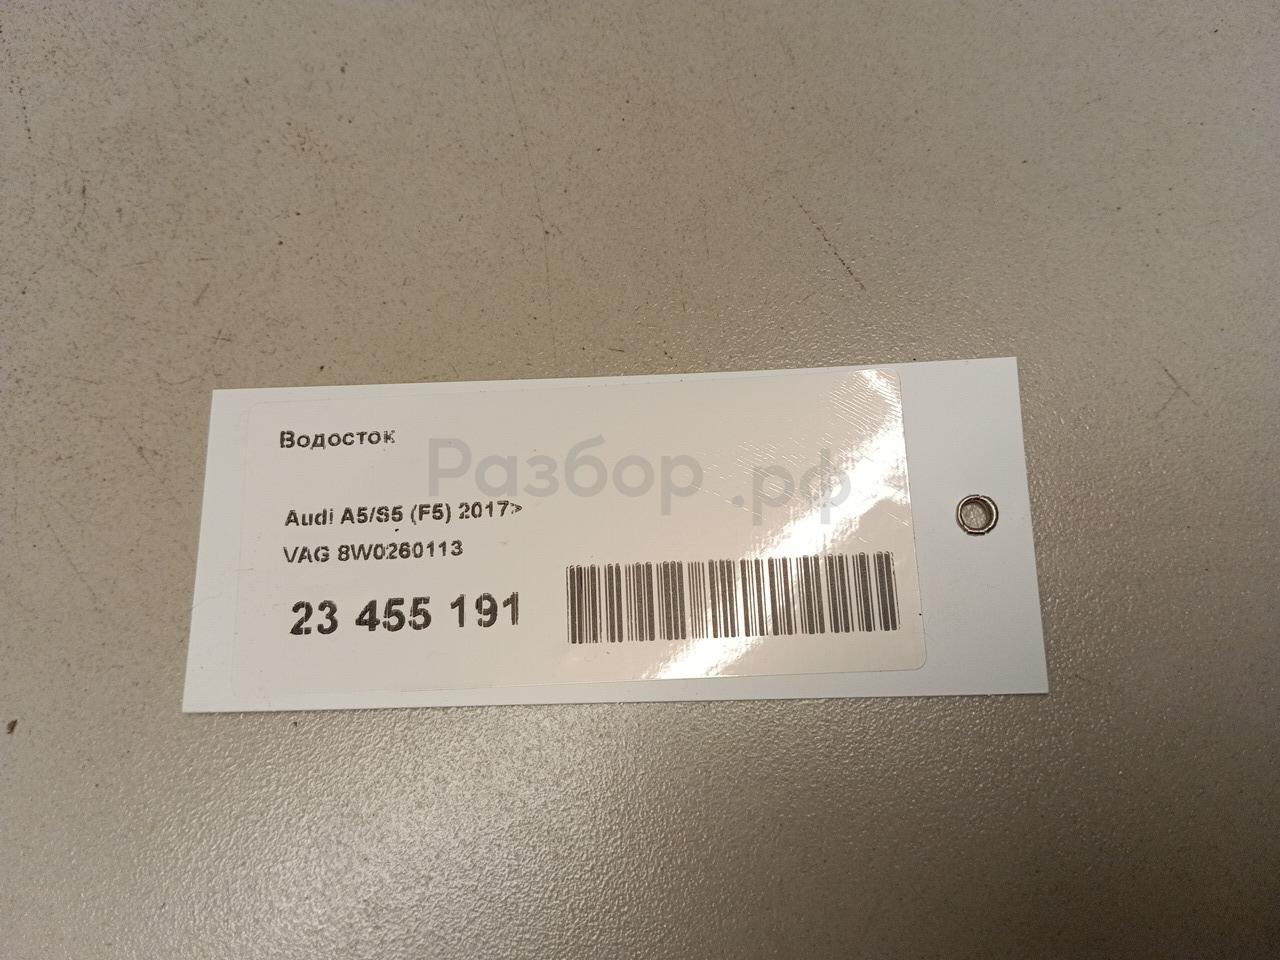 Водосток
Разбор.рф
Audi A5/S5 (F5) 2017>
VAG 8W0260113
23 455 191